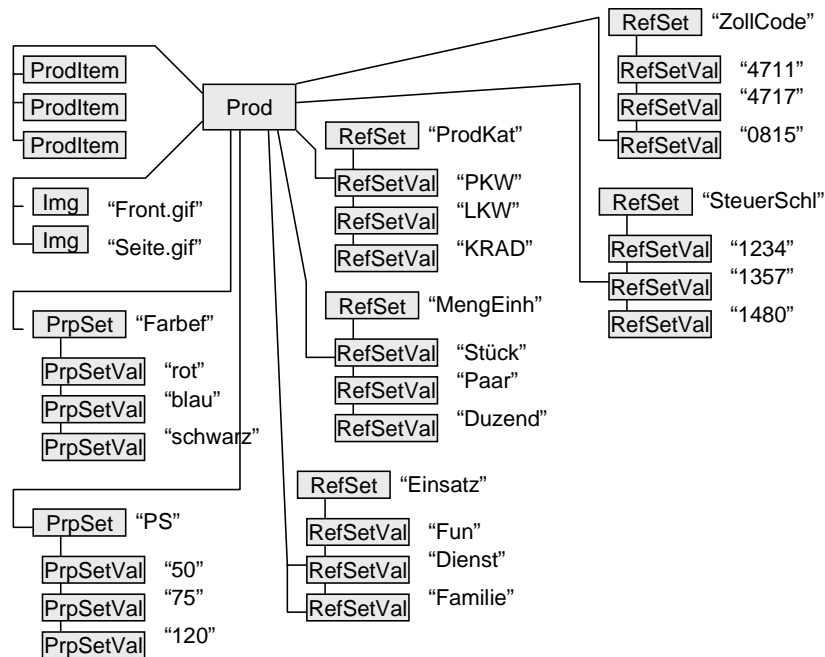 ProdItem
ProdItem
ProdItem
Img “Front.gif”
Img “Seite.gif”
PrpSet “Farbef”
PrpSetVal “rot”
PrpSetVal “blau”
PrpSetVal “schwarz”
PrpSet “PS”
PrpSetVal “50”
PrpSetVal “75”
PrpSetVal “120”
Prod
RefSet “ProdKat”
RefSetVal “PKW”
RefSetVal “LKW”
RefSetVal “KRAD”
RefSet “MengEinh”
RefSetVal “Stück”
RefSetVal “Paar”
RefSetVal “Duzend”
RefSet “Einsatz”
RefSetVal “Fun”
RefSetVal “Dienst”
RefSetVal “Familie”
RefSet “ZollCode”
RefSetVal “4711”
RefSetVal “4717”
RefSetVal “0815”
RefSet “SteuerSchl”
RefSetVal “1234”
RefSetVal “1357”
RefSetVal “1480”